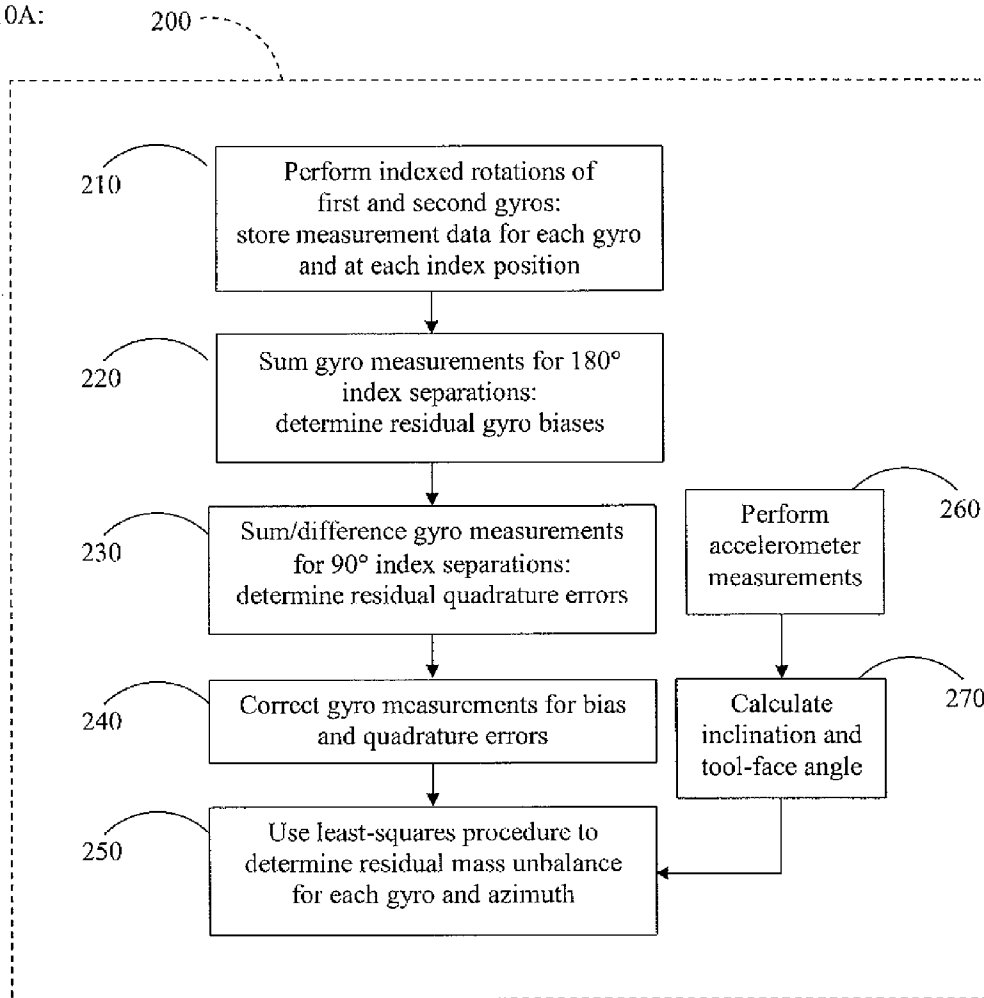 0A:
200
210
Perform indexed rotations of
first and second gyros:
store measurement data for each gyro
and at each index position
220
Sum gyro measurements for 180°
index separations:
determine residual gyro biases
230
Sum/difference gyro measurements
for 90° index separations:
determine residual quadrature errors
260
Perform
accelerometer
measurements
240
Correct gyro measurements for bias
and quadrature errors
270
Calculate
inclination and
tool-face angle
250
Use least-squares procedure to
determine residual mass unbalance
for each gyro and azimuth